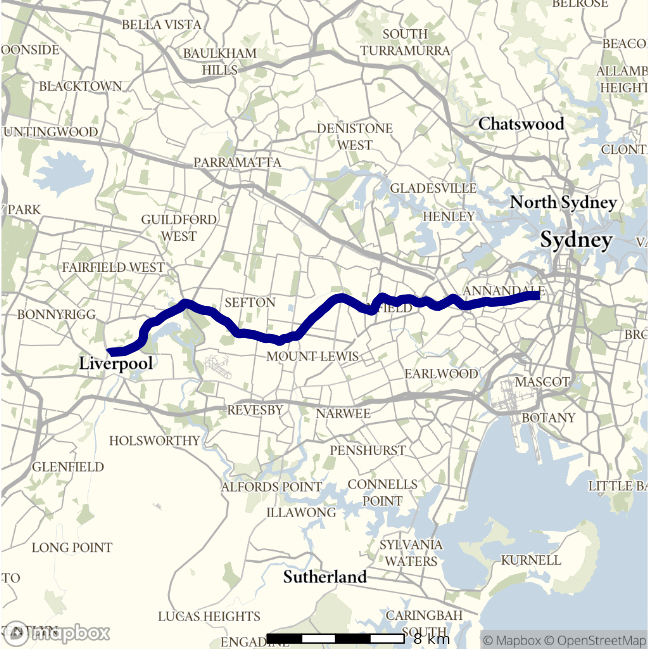 BELROSE
BELLA VISTA
SOUTH
TURRAMURRA
BEACO
OONSIDE
BAULKHAM
HILLS
ALLAMB
HEIGHT
BLACKTOWN
Chatswood
UNTINGWOOD
DENISTONE
WEST
CLONT
PARRAMATTA
GLADESVILLE
North Sydney
Y PARK
HENLEY
GUILDFORD
WEST
Sydney
VA
FAIRFIELD WEST
ANNANDALE
SEFTON
FIELD
BONNYRIGG
BRO
MOUNT LEWIS
Liverpool
EARLWOOD
MASCOT
REVESBY
NARWEE
BOTANY
HOLSWORTHY
PENSHURST
GLENFIELD
ALFORDS POINT
CONNELLS
POINT
LITTLE BA
ILLAWONG
LONG POINT
SYLVANIA
WATERS
KURNELL
TO
Sutherland
LUCAS HEIGHTS
CARINGBAH
SOUTH
ENTLYN
mapbox
ENGADINE
8 km
© Mapbox © OpenStreetMap